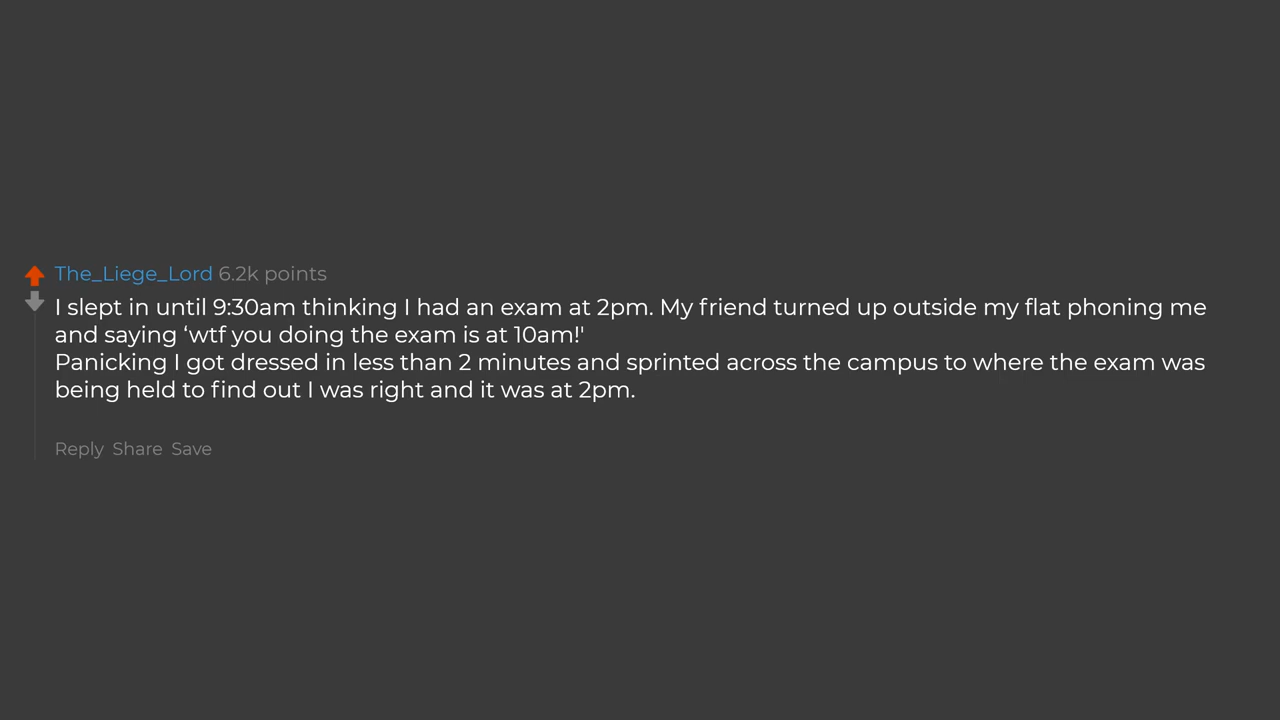 The_Liege_Lord 6.2k points
I slept in until 9:30am thinking I had an exam at 2pm. My friend turned up outside my flat phoning me
and saying ‘wtf you doing the exam is at 10am!'
Panicking I got dressed in less than 2 minutes and sprinted across the campus to where the exam was
being held to find out I was right and it was at 2pm.
Reply Share Save